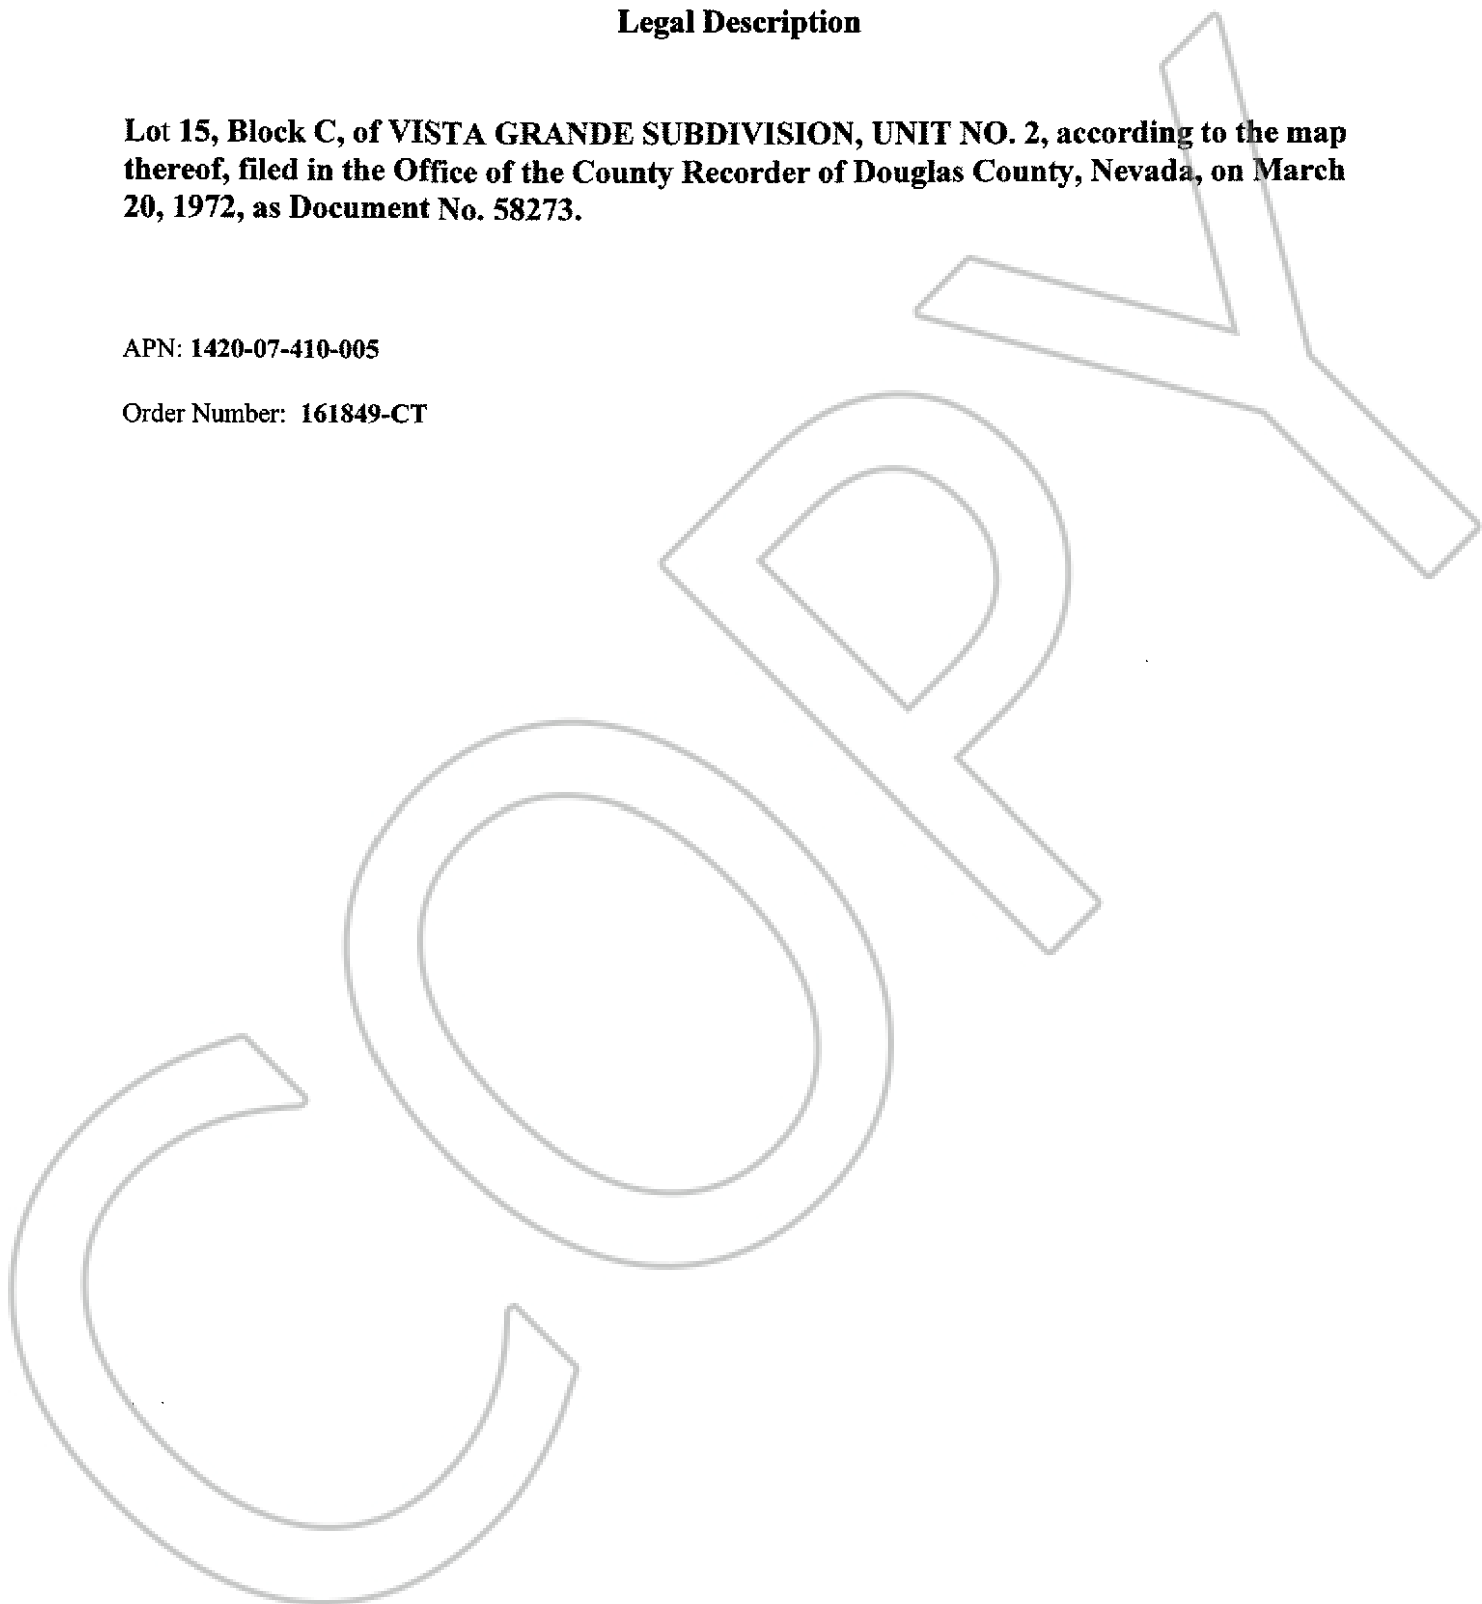 Legal Description
Lot 15, Block C, of VISTA GRANDE SUBDIVISION, UNIT NO. 2, according to the map
thereof, filed in the Office of the County Recorder of Douglas County, Nevada, on March
20, 1972, as Document No. 58273.
APN: 1420-07-410-005
Order Number: 161849-CT
COPY